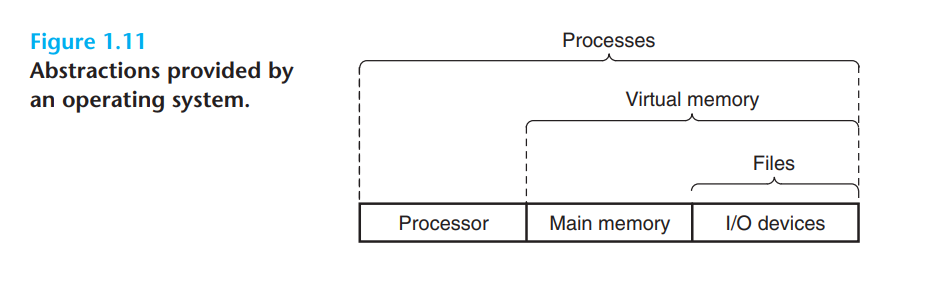 Figure 1.11
Abstractions provided by
an operating system.
Processes
Virtual memory
Files
Processor
Main memory
I/O devices